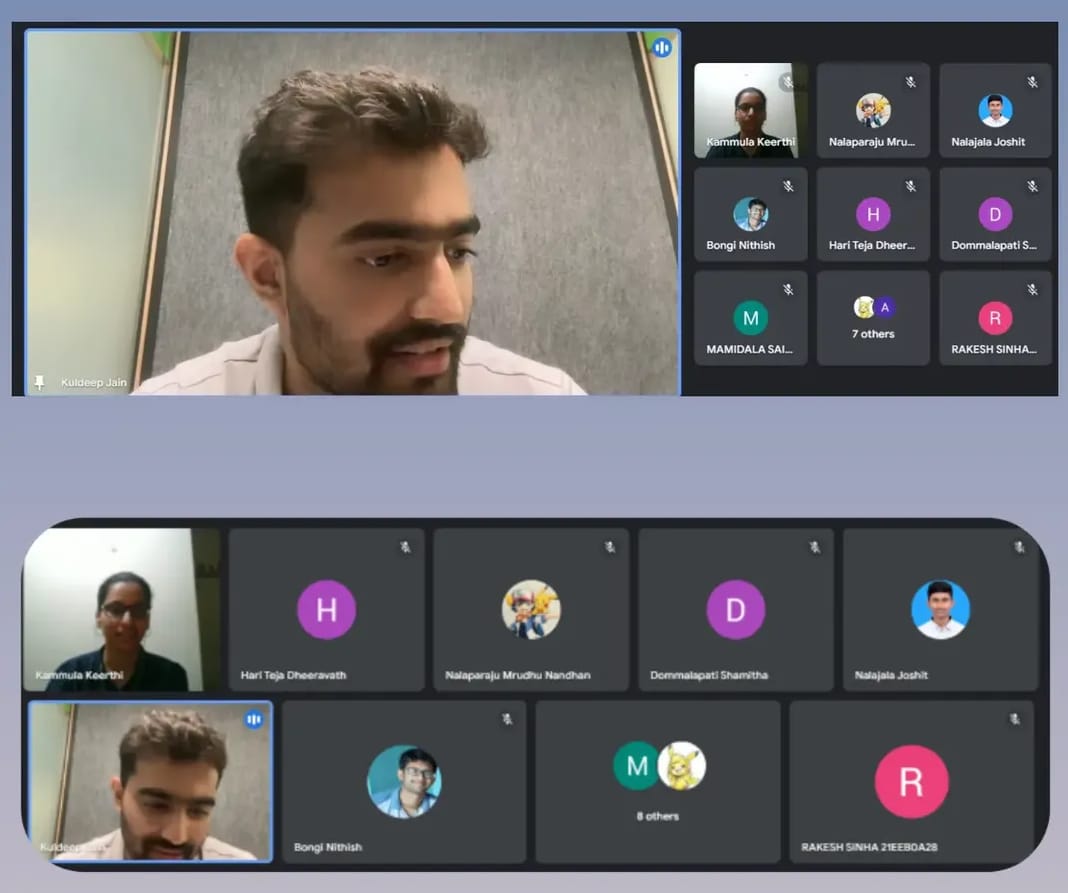 Kuldeep Jain
Kammula Keerthi
Nalaparaju Mru...
Nalajala Joshit
Bongi Nithish
H
Hari Teja Dheer...
D
Dommalapati S...
M
MAMIDALA SAI...
A
7 others
R
RAKESH SINHA...
Kammula Keerthi
H
Hari Teja Dheeravath
Nalaparaju Mrudhu Nandhan
D
Dommalapati Shamitha
Nalajala Joshit
Kuldeep
Bongi Nithish
M
8 others
R
RAKESH SINHA 21EEB0A28